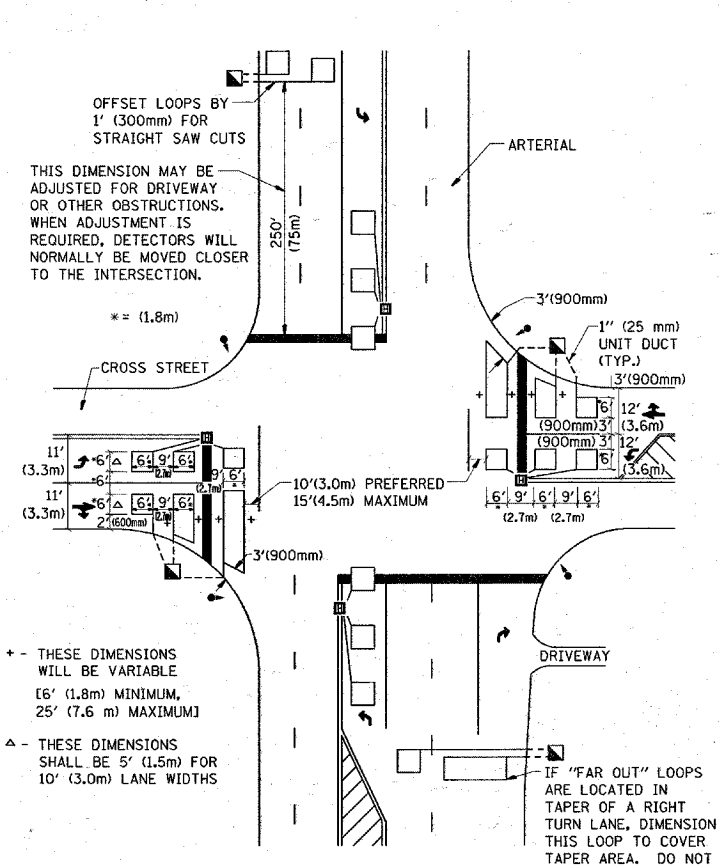 OFFSET LOOPS BY
1' (300mm) FOR
STRAIGHT SAW CUTS
ARTERIAL
THIS DIMENSION MAY BE
ADJUSTED FOR DRIVEWAY
OR OTHER OBSTRUCTIONS.
WHEN ADJUSTMENT IS
REQUIRED, DETECTORS WILL
NORMALLY BE MOVED CLOSER
TO THE INTERSECTION.
250'
(75m)
* = (1.8m)
3'(900mm)
1" (25 mm)
UNIT DUCT
(TYP.)
CROSS STREET
3'(900mm)
6'
12'
(3.6m)
(900mm) 3'
(900mm) 3'
12'
(3.6m)
6'
11'
(3.3m)
*6'
△
6'
9'
6'
(2.7m)
*6'
9'
6'
(2.7m)
11'
(3.3m)
*6'
△
6'
9'
6'
(2.7m)
2'
(600mm)
10'(3.0m) PREFERRED
15'(4.5m) MAXIMUM
6' 9' 6' 9' 6'
(2.7m) (2.7m)
3'(900mm)
+ - THESE DIMENSIONS
WILL BE VARIABLE
[6' (1.8m) MINIMUM,
25' (7.6 m) MAXIMUM]
△ - THESE DIMENSIONS
SHALL BE 5' (1.5m) FOR
10' (3.0m) LANE WIDTHS
DRIVEWAY
IF "FAR OUT" LOOPS
ARE LOCATED IN
TAPER OF A RIGHT
TURN LANE, DIMENSION
THIS LOOP TO COVER
TAPER AREA. DO NOT